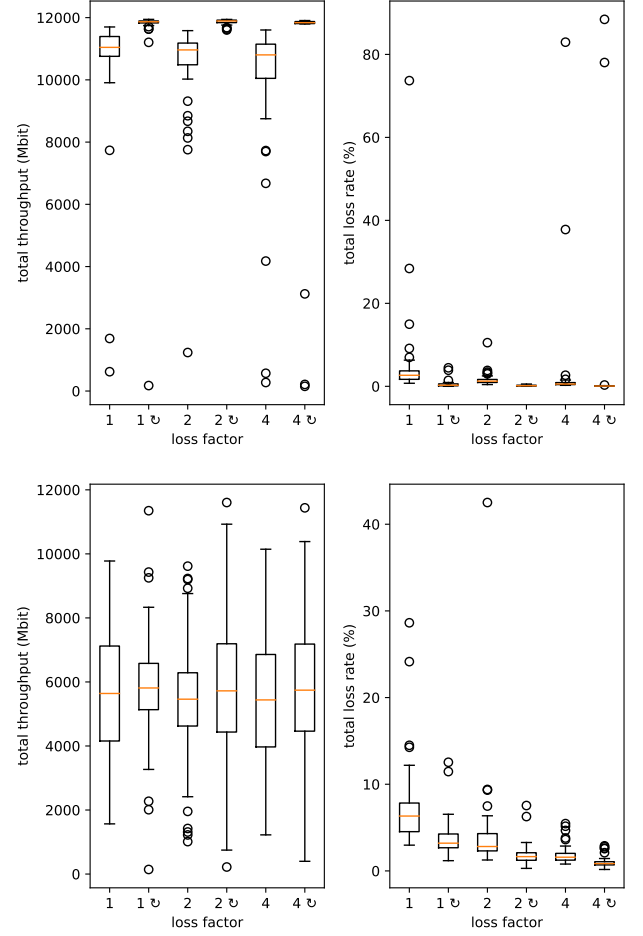 total throughput (Mbit)
12000
10000
8000
6000
4000
2000
0
1 1 ↻ 2 2 ↻ 4 4 ↻
loss factor
total loss rate (%)
80
60
40
20
0
1 1 ↻ 2 2 ↻ 4 4 ↻
loss factor
total throughput (Mbit)
12000
10000
8000
6000
4000
2000
0
1 1 ↻ 2 2 ↻ 4 4 ↻
loss factor
total loss rate (%)
40
30
20
10
0
1 1 ↻ 2 2 ↻ 4 4 ↻
loss factor